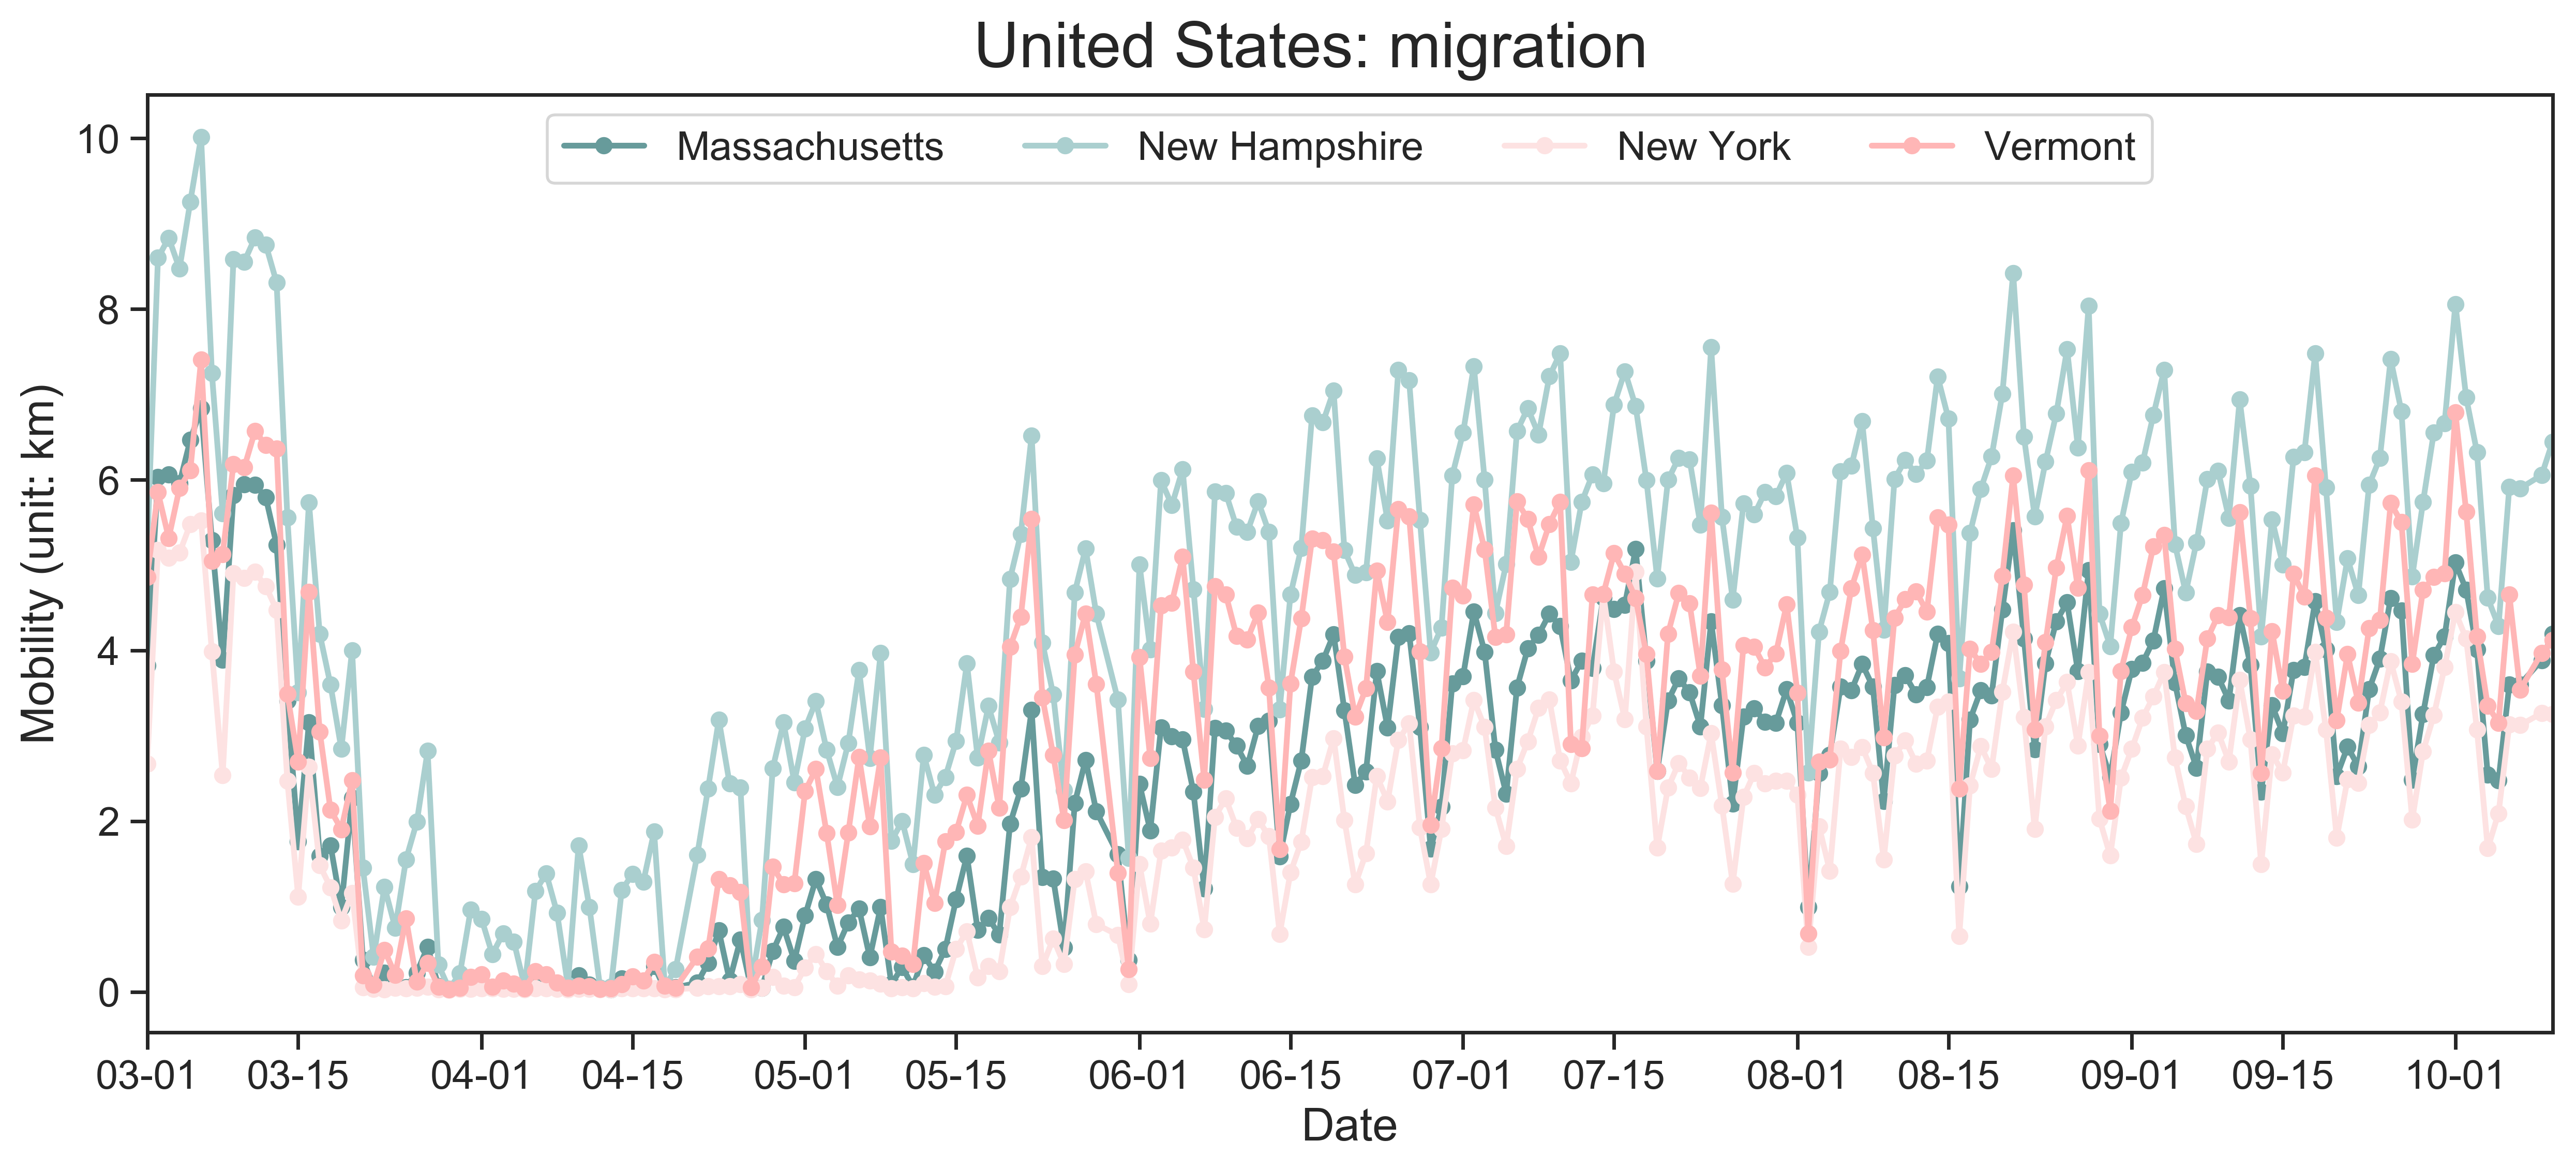 United States: migration
Massachusetts New Hampshire New York Vermont
Mobility (unit: km)
10
8
6
4
2
0
03-01 03-15 04-01 04-15 05-01 05-15 06-01 06-15 07-01 07-15 08-01 08-15 09-01 09-15 10-01
Date